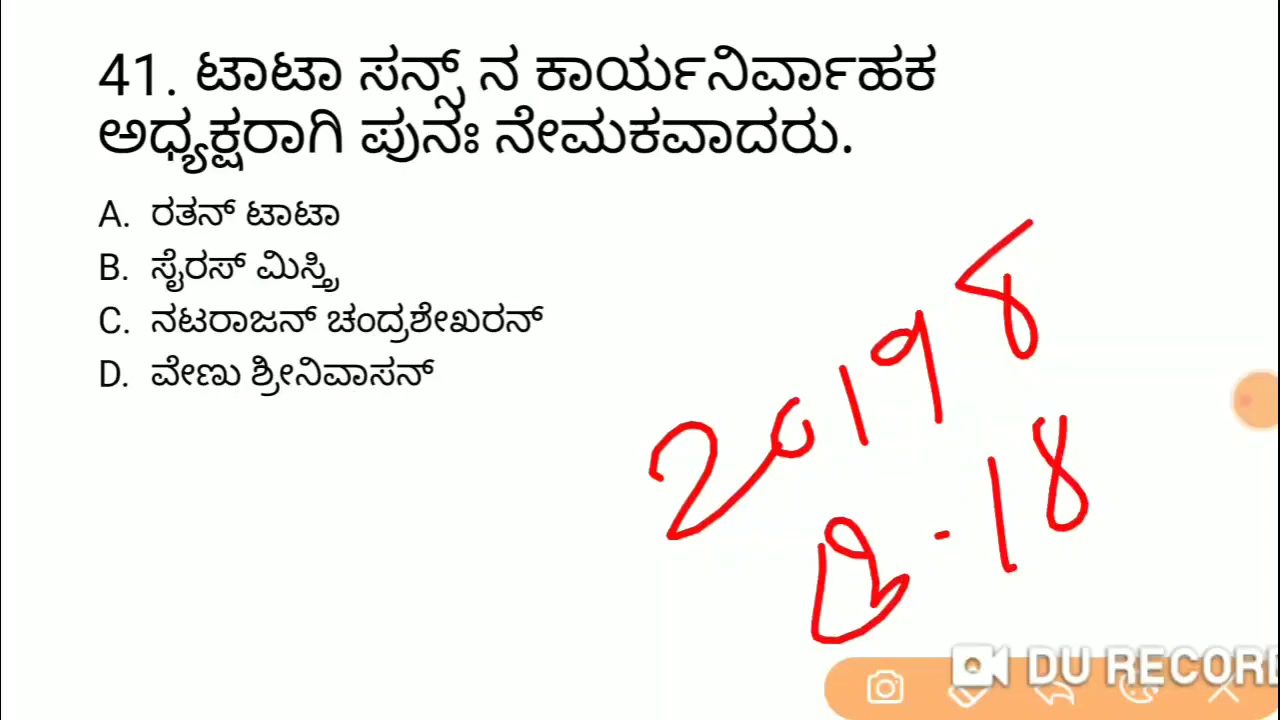 41. ಟಾಟಾ ಸನ್ಸ್ ನ ಕಾರ್ಯನಿರ್ವಾಹಕ
ಅಧ್ಯಕ್ಷರಾಗಿ ಪುನಃ ನೇಮಕವಾದರು.
A. ರತನ್ ಟಾಟಾ
B. ಸೈರಸ್ ಮಿಸ್ತ್ರಿ
C. ನಟರಾಜನ್ ಚಂದ್ರಶೇಖರನ್
D. ವೇಣು ಶ್ರೀನಿವಾಸನ್
2019 8
18
DU RECORD